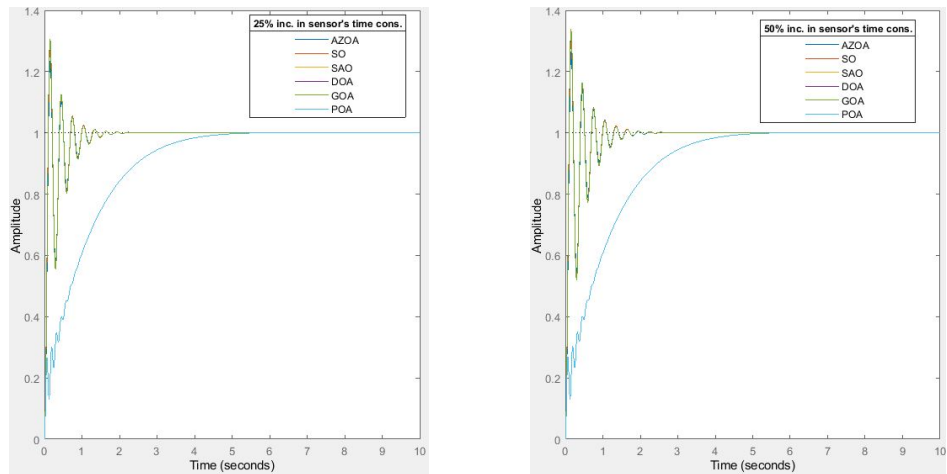 25% inc. in sensor's time cons.
AZOA
SO
SAO
DOA
GOA
POA
Amplitude
1.4
1.2
1
0.8
0.6
0.4
0.2
0
0 1 2 3 4 5 6 7 8 9 10
Time (seconds)
50% inc. in sensor's time cons.
AZOA
SO
SAO
DOA
GOA
POA
Amplitude
1.4
1.2
1
0.8
0.6
0.4
0.2
0
0 1 2 3 4 5 6 7 8 9 10
Time (seconds)